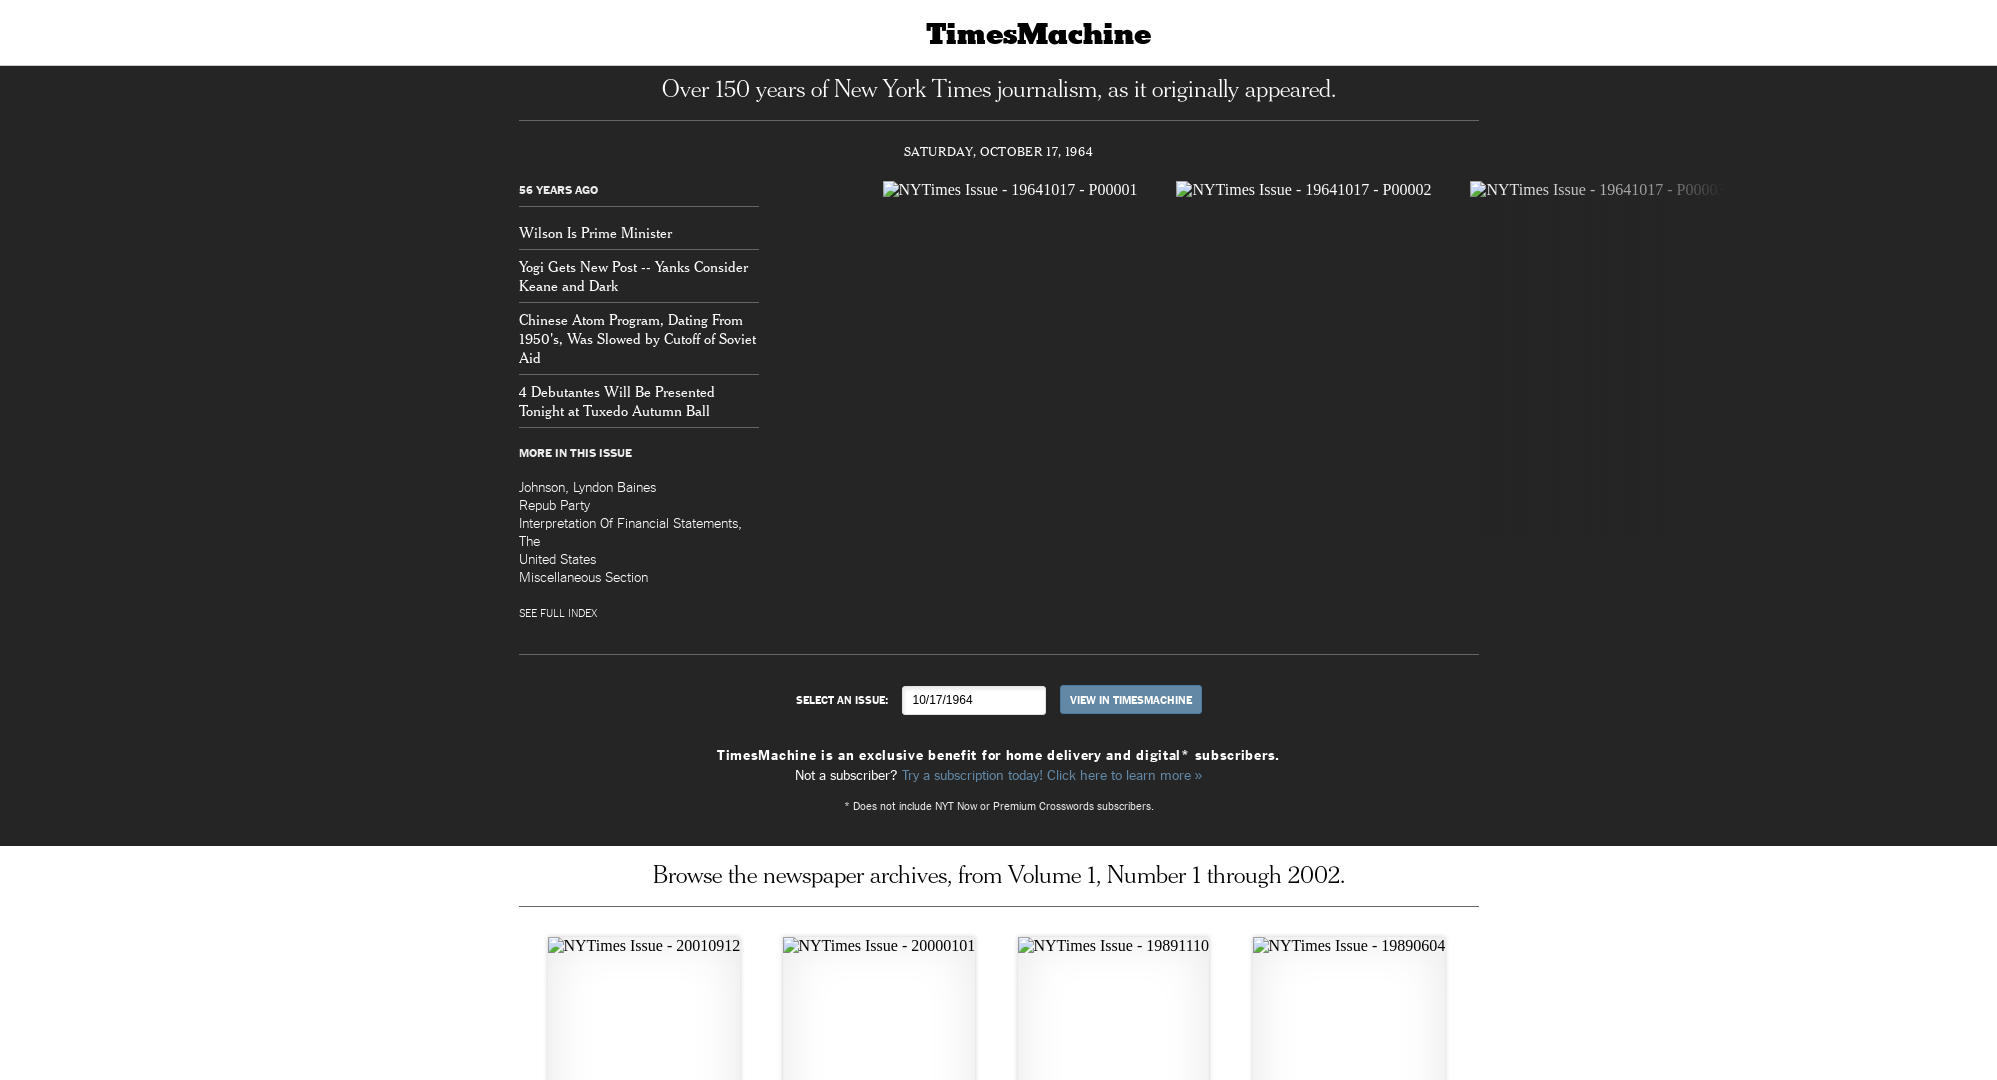 TimesMachine
Over 150 years of New York Times journalism, as it originally appeared.
SATURDAY, OCTOBER 17, 1964
56 YEARS AGO
Wilson Is Prime Minister
Yogi Gets New Post -- Yanks Consider
Keane and Dark
Chinese Atom Program, Dating From
1950's, Was Slowed by Cutoff of Soviet
Aid
4 Debutantes Will Be Presented
Tonight at Tuxedo Autumn Ball
MORE IN THIS ISSUE
Johnson, Lyndon Baines
Repub Party
Interpretation Of Financial Statements,
The
United States
Miscellaneous Section
SEE FULL INDEX
NYTimes Issue - 19641017 - P00001
NYTimes Issue - 19641017 - P00002
NYTimes Issue - 19641017 - P00003
SELECT AN ISSUE:
10/17/1964
VIEW IN TIMESMACHINE
TimesMachine is an exclusive benefit for home delivery and digital* subscribers.
Not a subscriber? Try a subscription today! Click here to learn more »
* Does not include NYT Now or Premium Crosswords subscribers.
Browse the newspaper archives, from Volume 1, Number 1 through 2002.
NYTimes Issue - 20010912
NYTimes Issue - 20000101
NYTimes Issue - 19891110
NYTimes Issue - 19890604